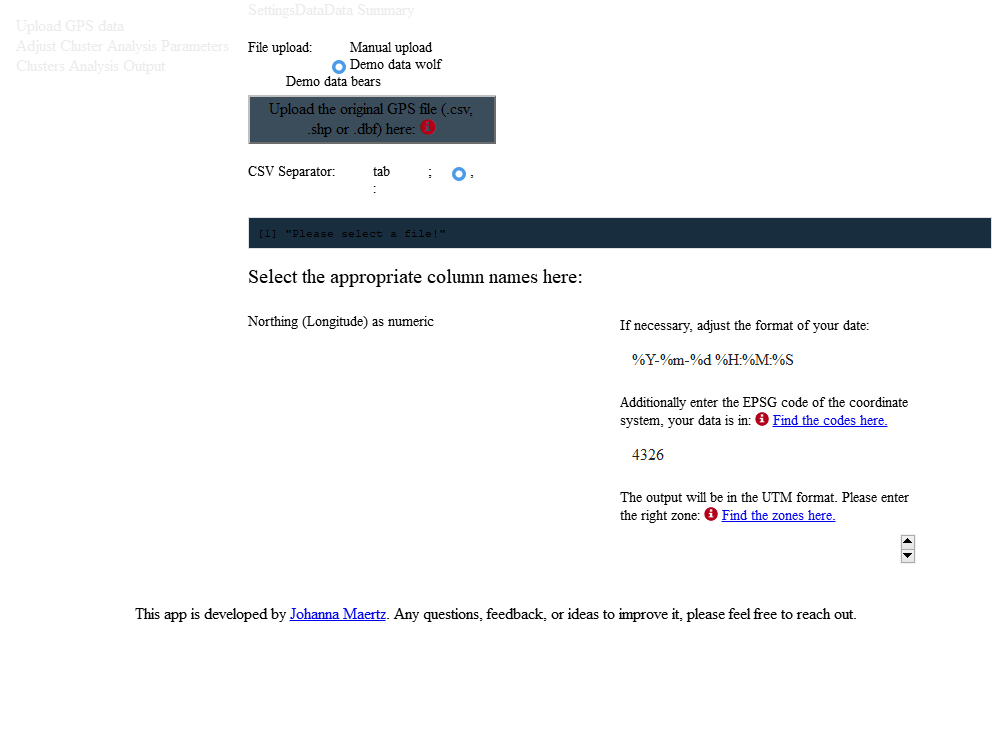 Upload GPS data
Adjust Cluster Analysis Parameters
Clusters Analysis Output
SettingsDataData Summary
File upload:
Manual upload
Demo data wolf
Demo data bears
Upload the original GPS file (.csv,
.shp or .dbf) here:
CSV Separator:
tab
;
,
:
[1] "Please select a file!"
Select the appropriate column names here:
Northing (Longitude) as numeric
If necessary, adjust the format of your date:
%Y-%m-%d %H:%M:%S
Additionally enter the EPSG code of the coordinate
system, your data is in: Find the codes here.
4326
The output will be in the UTM format. Please enter
the right zone: Find the zones here.
This app is developed by Johanna Maertz. Any questions, feedback, or ideas to improve it, please feel free to reach out.